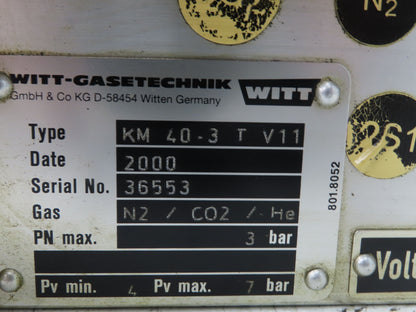 N2
WITT-GASETECHNIK
GmbH & Co KG D-58454 Witten Germany
WITT
Type KM 40-3 T V11
Date 2000
Serial No. 36553
Gas N2 / CO2 / He
PN max. 3 bar
Pv min. 4 Pv max. 7 bar
801.8052
Volt